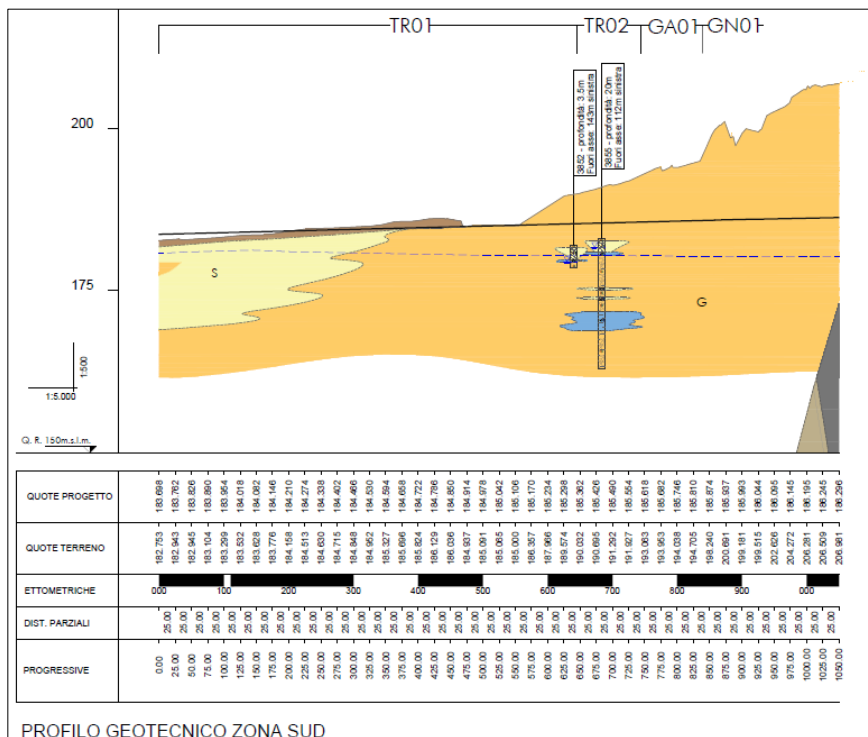 TR01 TR02 GA01 GN01
3852 - profondità: 3.5m
Fuori asse: 143m sinistra
3855 - profondità: 20m
Fuori asse: 112m sinistra
200
175
S
G
1:500
1:5.000
Q. R. 150m.s.l.m.
QUOTE PROGETTO 183.698 183.762 183.826 183.890 183.954 184.018 184.082 184.146 184.210 184.274 184.338 184.402 184.466 184.530 184.594 184.658 184.722 184.786 184.850 184.914 184.978 185.042 185.106 185.170 185.234 185.298 185.362 185.426 185.490 185.554 185.618 185.682 185.746 185.810 185.874 185.937 185.993 186.044 186.095 186.145 186.195 186.245 186.296
QUOTE TERRENO 182.753 182.943 182.945 183.104 183.299 183.532 183.628 183.776 184.158 184.513 184.630 184.715 184.848 184.952 185.327 185.696 185.824 186.129 186.036 184.937 185.091 185.065 185.000 186.357 187.966 189.574 190.032 190.695 191.292 191.927 193.063 193.953 194.038 194.705 198.240 200.661 199.181 199.515 202.626 204.272 206.281 206.509 206.981
ETTOMETRICHE 000 100 200 300 400 500 600 700 800 900 000
DIST. PARZIALI 25.00 25.00 25.00 25.00 25.00 25.00 25.00 25.00 25.00 25.00 25.00 25.00 25.00 25.00 25.00 25.00 25.00 25.00 25.00 25.00 25.00 25.00 25.00 25.00 25.00 25.00 25.00 25.00 25.00 25.00 25.00 25.00 25.00 25.00 25.00 25.00 25.00 25.00 25.00 25.00 25.00 25.00
PROGRESSIVE 0.00 25.00 50.00 75.00 100.00 125.00 150.00 175.00 200.00 225.00 250.00 275.00 300.00 325.00 350.00 375.00 400.00 425.00 450.00 475.00 500.00 525.00 550.00 575.00 600.00 625.00 650.00 675.00 700.00 725.00 750.00 775.00 800.00 825.00 850.00 875.00 900.00 925.00 950.00 975.00 1000.00 1025.00 1050.00
PROFILO GEOTECNICO ZONA SUD